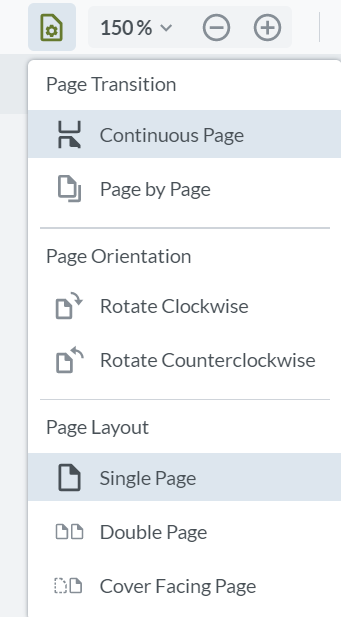 150 %
Page Transition
Continuous Page
Page by Page
Page Orientation
Rotate Clockwise
Rotate Counterclockwise
Page Layout
Single Page
Double Page
Cover Facing Page